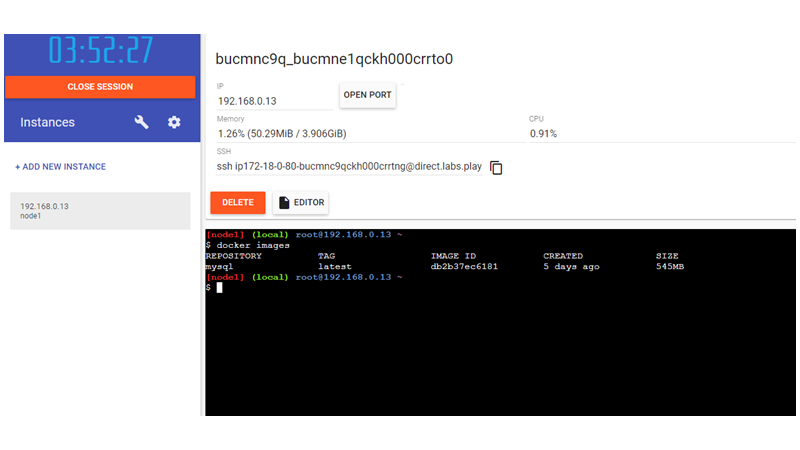 03:52:27
CLOSE SESSION
Instances
+ ADD NEW INSTANCE
192.168.0.13
node1
bucmnc9q_bucmne1qckh000crrto0
IP
192.168.0.13
OPEN PORT
Memory
1.26% (50.29MiB / 3.906GiB)
CPU
0.91%
SSH
ssh ip172-18-0-80-bucmnc9qckh000crrtng@direct.labs.play
DELETE
EDITOR
[node1] (local) root@192.168.0.13 ~
$ docker images
REPOSITORY TAG IMAGE ID CREATED SIZE
mysql latest db2b37ec6181 5 days ago 545MB
[node1] (local) root@192.168.0.13 ~
$